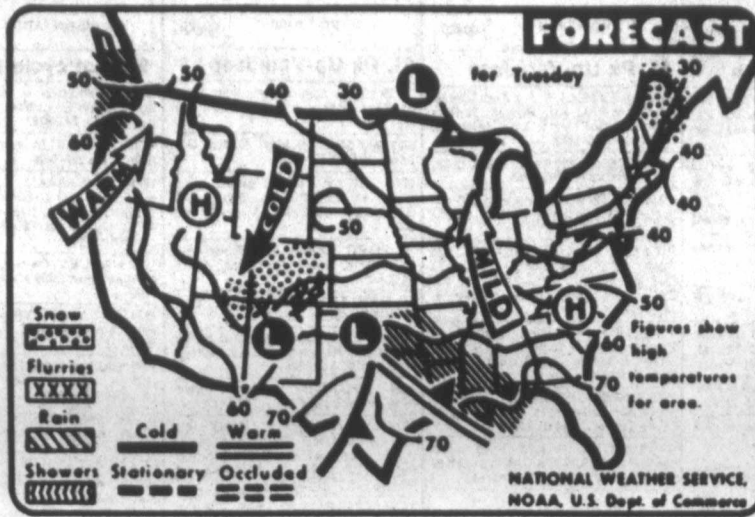 FORECAST
for Tuesday
50
50
40
30
L
30
60
WARM
H
COLD
50
40
40
40
MILD
H
50
60
70
L
L
60
70
70
Figures show
high
temperatures
for area.
Snow
Flurries
Rain
Showers
Cold
Warm
Stationary
Occluded
NATIONAL WEATHER SERVICE,
NOAA, U.S. Dept. of Commerce